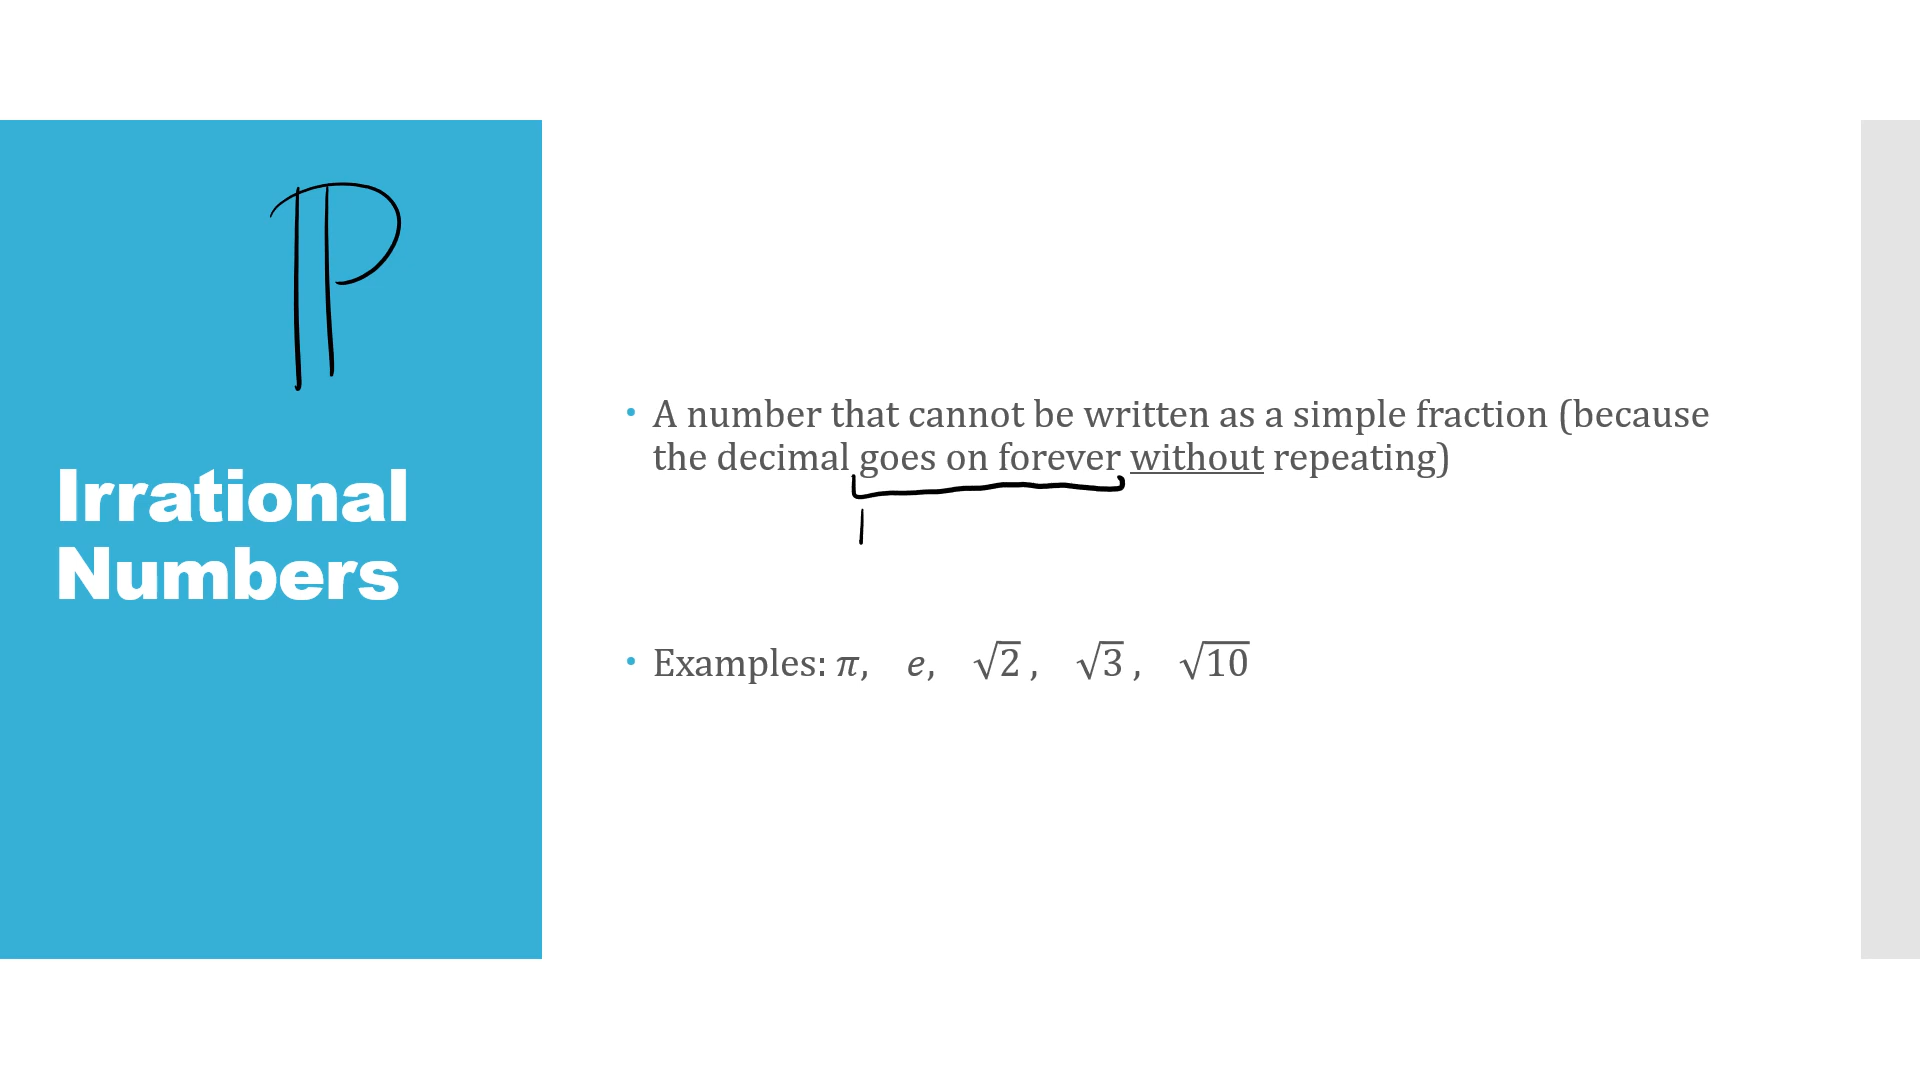 ℙ
Irrational
Numbers
• A number that cannot be written as a simple fraction (because
the decimal goes on forever without repeating)
• Examples: π, e, √2 , √3 , √10